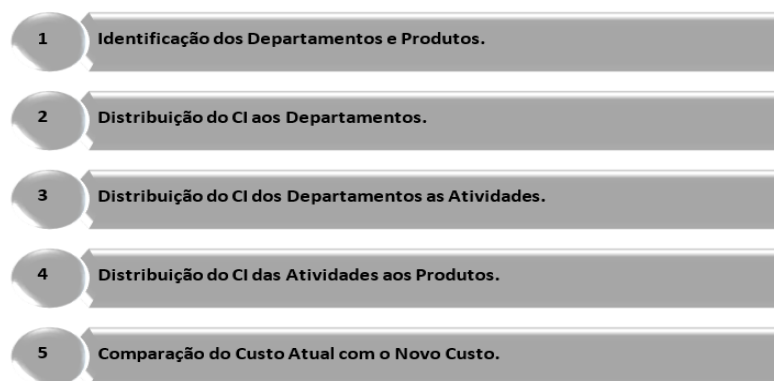 1 Identificação dos Departamentos e Produtos.
2 Distribuição do CI aos Departamentos.
3 Distribuição do CI dos Departamentos as Atividades.
4 Distribuição do CI das Atividades aos Produtos.
5 Comparação do Custo Atual com o Novo Custo.